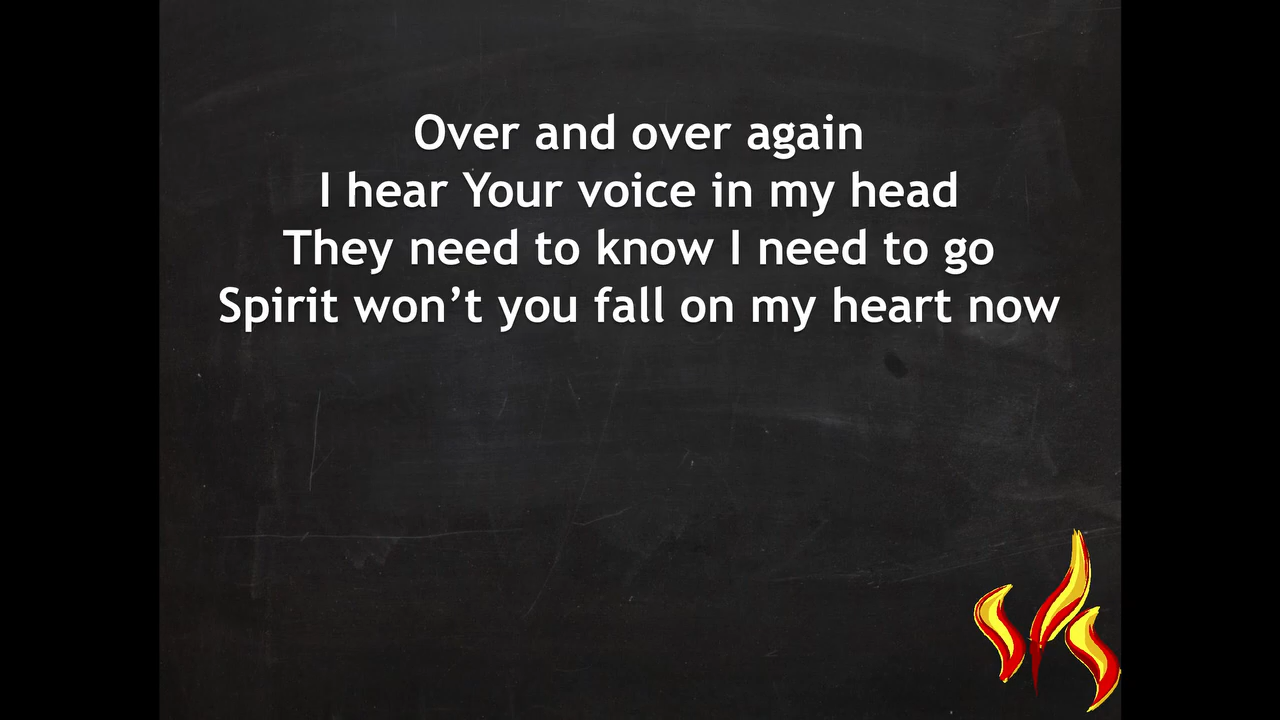 Over and over again
I hear Your voice in my head
They need to know I need to go
Spirit won’t you fall on my heart now